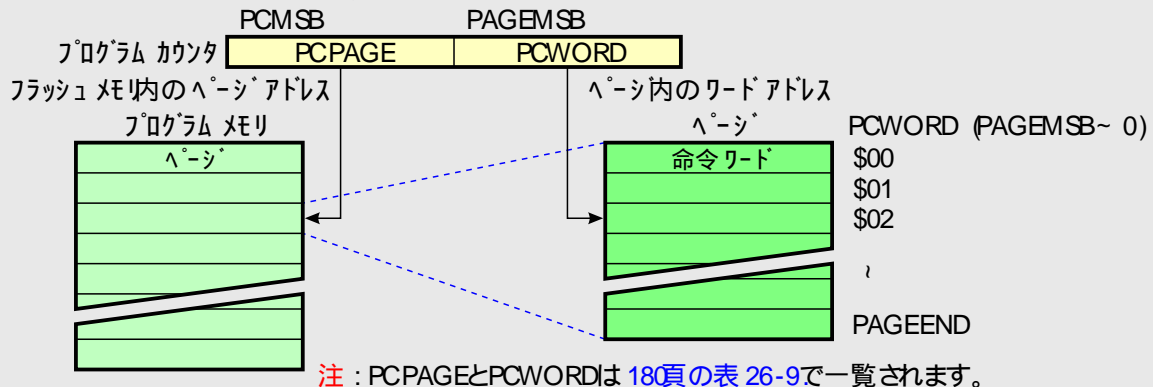 PCMSB PAGEMSB
プログラム カウンタ PCPAGE PCWORD
フラッシュ メモリ内の ページ アドレス
ページ内の ワード アドレス
プログラム メモリ
ページ
ページ
命令 ワード
PCWORD (PAGEMSB~ 0)
$00
$01
$02
~
PAGEEND
注 : PCPAGEとPCWORDは 180頁の表 26-9.で一覧されます。